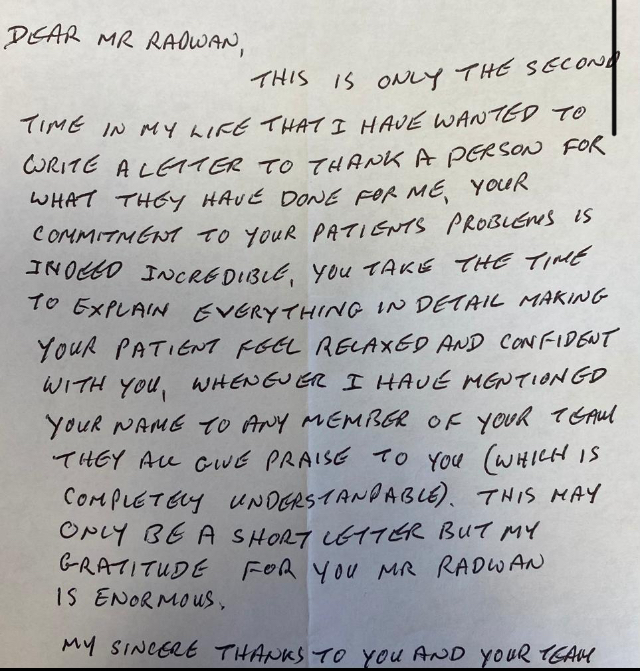 DEAR MR RADWAN,
THIS IS ONLY THE SECOND
TIME IN MY LIFE THAT I HAVE WANTED TO
WRITE A LETTER TO THANK A PERSON FOR
WHAT THEY HAVE DONE FOR ME, YOUR
COMMITMENT TO YOUR PATIENTS PROBLEMS IS
INDEED INCREDIBLE, YOU TAKE THE TIME
TO EXPLAIN EVERYTHING IN DETAIL MAKING
YOUR PATIENT FEEL RELAXED AND CONFIDENT
WITH YOU, WHENEVER I HAVE MENTIONED
YOUR NAME TO ANY MEMBER OF YOUR TEAM
THEY ALL GIVE PRAISE TO YOU (WHICH IS
COMPLETELY UNDERSTANDABLE). THIS MAY
ONLY BE A SHORT LETTER BUT MY
GRATITUDE FOR YOU MR RADWAN
IS ENORMOUS.
MY SINCERE THANKS TO YOU AND YOUR TEAM